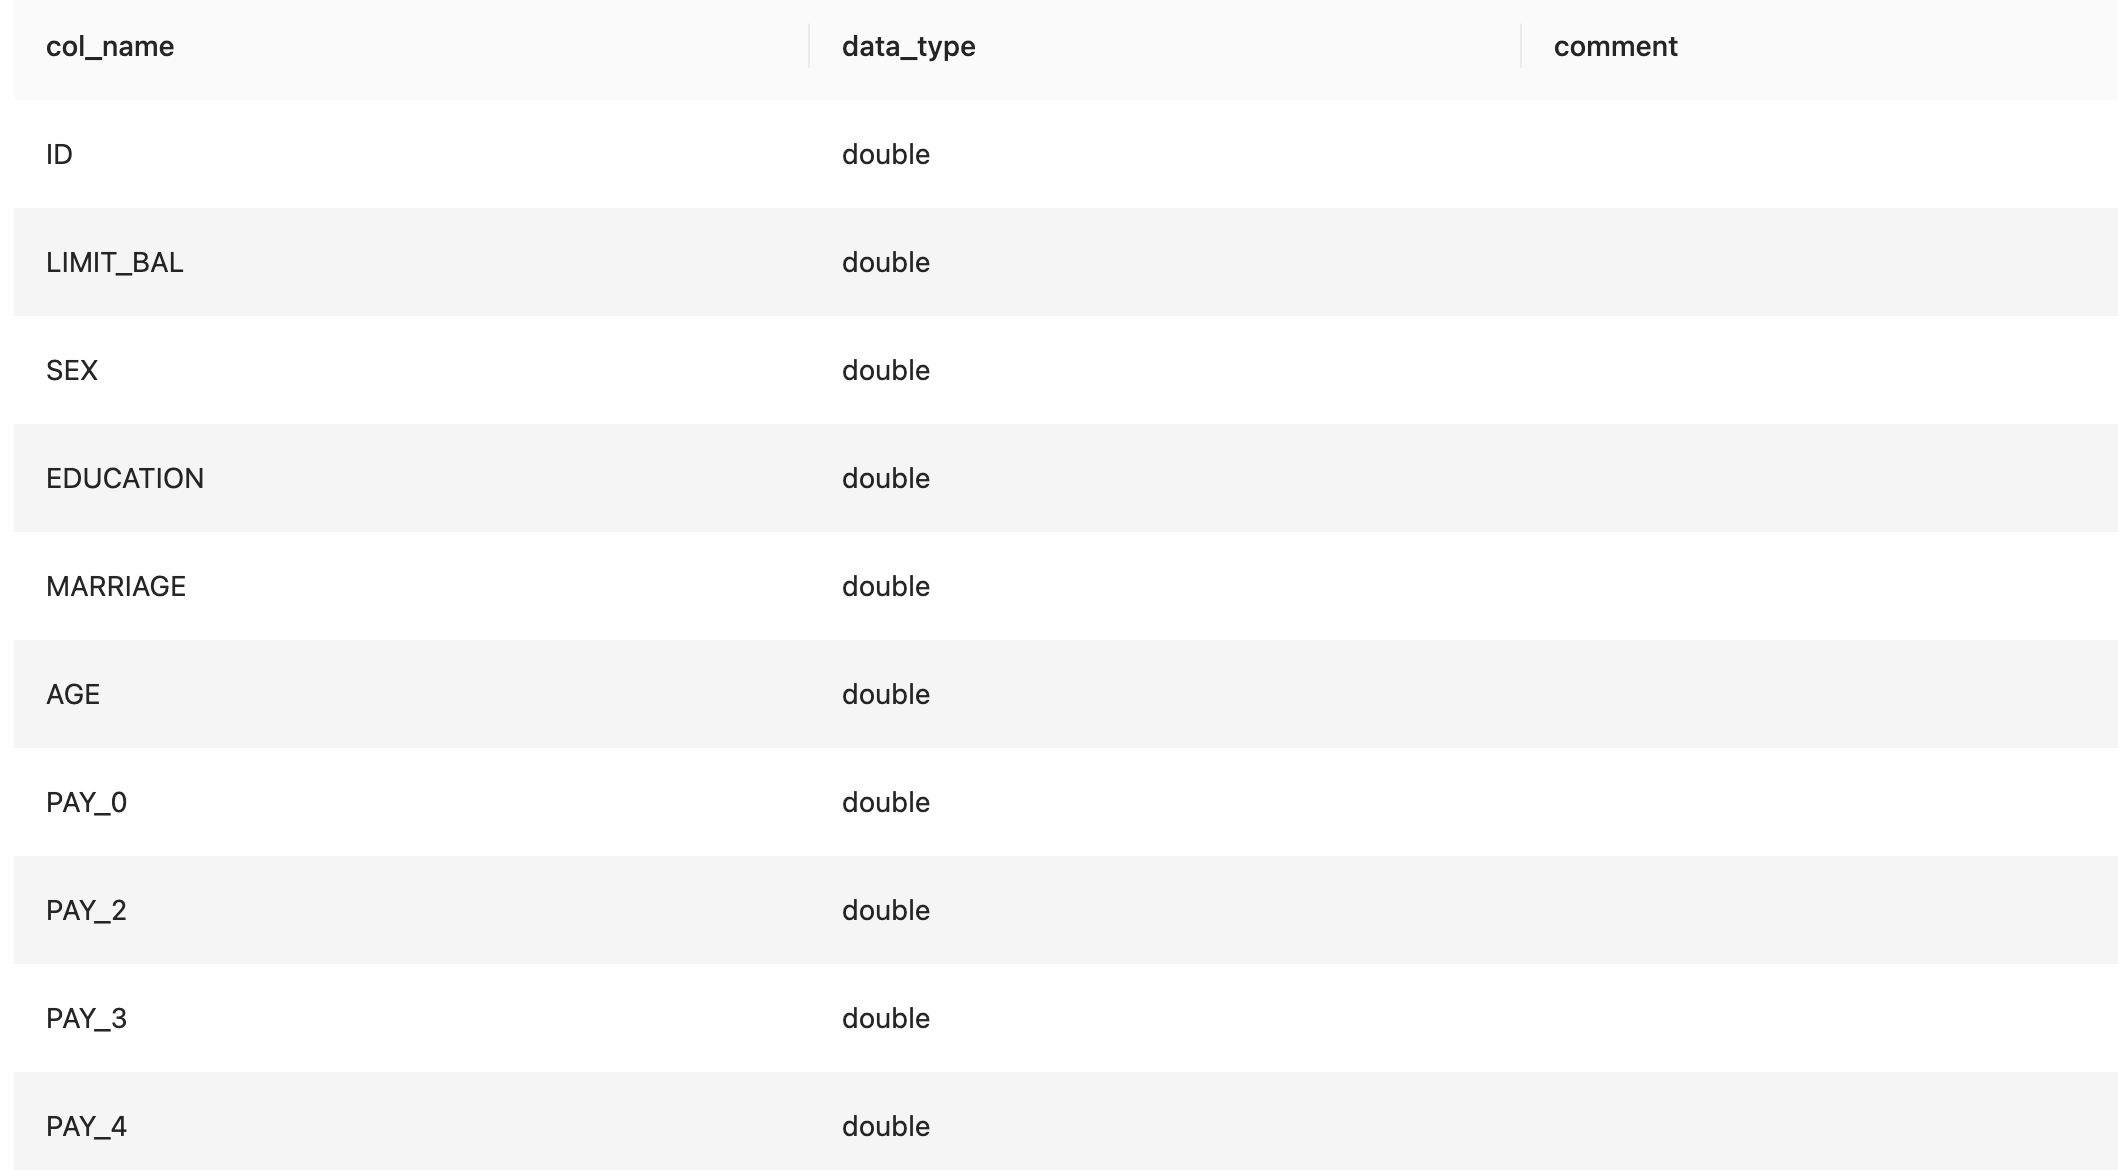 col_name data_type comment
ID double
LIMIT_BAL double
SEX double
EDUCATION double
MARRIAGE double
AGE double
PAY_0 double
PAY_2 double
PAY_3 double
PAY_4 double